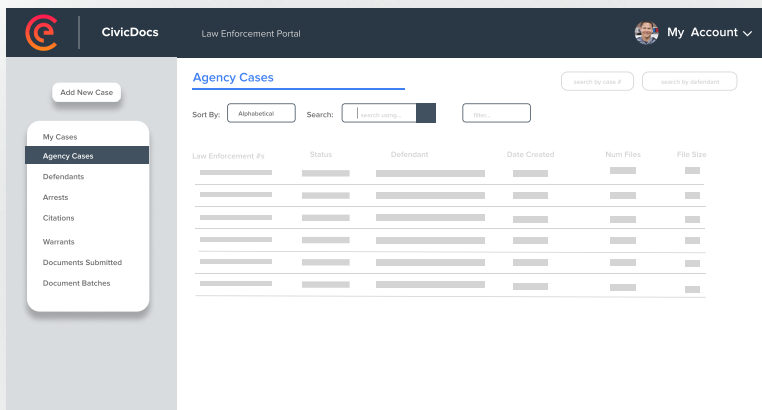 CivicDocs
Law Enforcement Portal
My Account
Add New Case
My Cases
Agency Cases
Defendants
Arrests
Citations
Warrants
Documents Submitted
Document Batches
Agency Cases
search by case #
search by defendant
Sort By:
Alphabetical
Search:
search using...
filter...
Law Enforcement #s
Status
Defendant
Date Created
Num Files
File Size